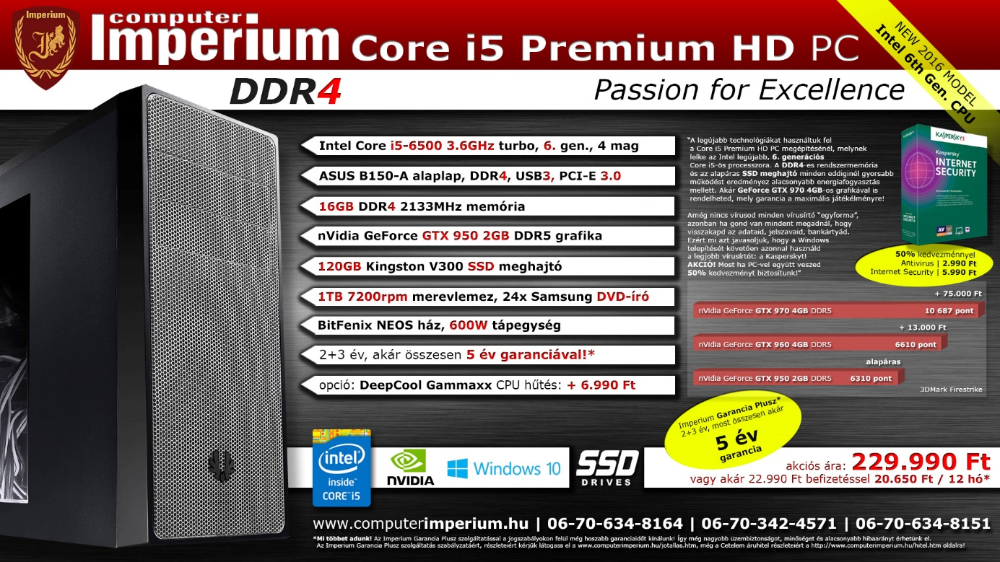 Imperium
computer
Imperium Core i5 Premium HD PC
NEW 2016 MODEL
Intel 6th Gen. CPU
DDR4
Passion for Excellence
Intel Core i5-6500 3.6GHz turbo, 6. gen., 4 mag
ASUS B150-A alaplap, DDR4, USB3, PCI-E 3.0
16GB DDR4 2133MHz memória
nVidia GeForce GTX 950 2GB DDR5 grafika
120GB Kingston V300 SSD meghajtó
1TB 7200rpm merevlemez, 24x Samsung DVD-író
BitFenix NEOS ház, 600W tápegység
2+3 év, akár összesen 5 év garanciával!*
opció: DeepCool Gammaxx CPU hűtés: + 6.990 Ft
"A legújabb technológiákat használtuk fel
a Core i5 Premium HD PC megépítésénél, melynek
lelke az Intel legújabb, 6. generációs
Core i5-ös processzora. A DDR4-es rendszermemória
és az alapáras SSD meghajtó minden eddiginél gyorsabb
működést eredményez alacsonyabb energiafogyasztás
mellett. Akár GeForce GTX 970 4GB-os grafikával is
rendelheted, mely garancia a maximális játékélményre!
Amég nincs vírusod minden vírusírtó "egyforma",
azonban ha gond van mindent megadnál, hogy
visszakapd az adataid, jelszavaid, bankártyád.
Ezért mi azt javasoljuk, hogy a Windows
telepítését követően azonnal használd
a legjobb vírusírtót: a Kasperskyt!
AKCIÓ! Most ha PC-vel együtt veszed
50% kedvezményt biztosítunk!"
KASPERSKY
Kaspersky
INTERNET
SECURITY
50% kedvezménnyel
Antivirus | 2.990 Ft
Internet Security | 5.990 Ft
+ 75.000 Ft
nVidia GeForce GTX 970 4GB DDR5 10 687 pont
+ 13.000 Ft
nVidia GeForce GTX 960 4GB DDR5 6610 pont
alapáras
nVidia GeForce GTX 950 2GB DDR5 6310 pont
3DMark Firestrike
Imperium Garancia Plusz*
2+3 év, most összesen akár
5 év
garancia
intel
inside™
CORE™i5
NVIDIA
Windows 10
SSD
DRIVES
akciós ára: 229.990 Ft
vagy akár 22.990 Ft befizetéssel 20.650 Ft / 12 hó*
www.computerimperium.hu | 06-70-634-8164 | 06-70-342-4571 | 06-70-634-8151
*Mi többet adunk! Az Imperium Garancia Plusz szolgáltatással a jogszabályokon felül még hoszabb garanciaidőt kínálunk! Így még nagyobb üzembiztonságot, minőséget és alacsonyabb hibaarányt érhetünk el.
Az Imperium Garancia Plusz szolgáltatás szabályzatáért, részleteiért kérjük látogass el a www.computerimperium.hu/jotallas.htm, még a Cetelem áruhitel részleteiért a http://www.computerimperium.hu/hitel.htm oldalra!